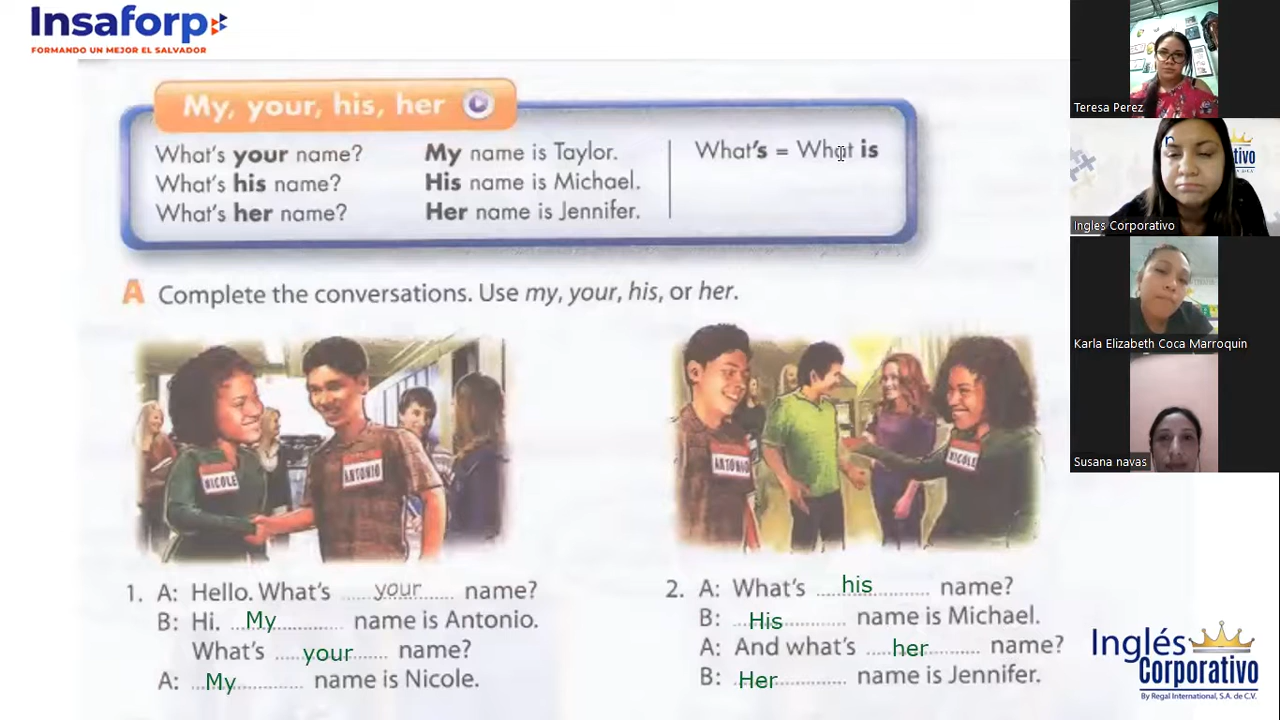 Insaforp
FORMANDO UN MEJOR EL SALVADOR
My, your, his, her
What's your name? My name is Taylor. What's = What is
What's his name? His name is Michael.
What's her name? Her name is Jennifer.
A Complete the conversations. Use my, your, his, or her.
NICOLE
ANTONIO
ANTONIO
NICOLE
1. A: Hello. What's your name?
B: Hi. My name is Antonio.
What's your name?
A: My name is Nicole.
2. A: What's his name?
B: His name is Michael.
A: And what's her name?
B: Her name is Jennifer.
Inglés
Corporativo
By Regal International, S.A. de C.V.
Teresa Perez
Ingles Corporativo
Karla Elizabeth Coca Marroquin
Susana navas